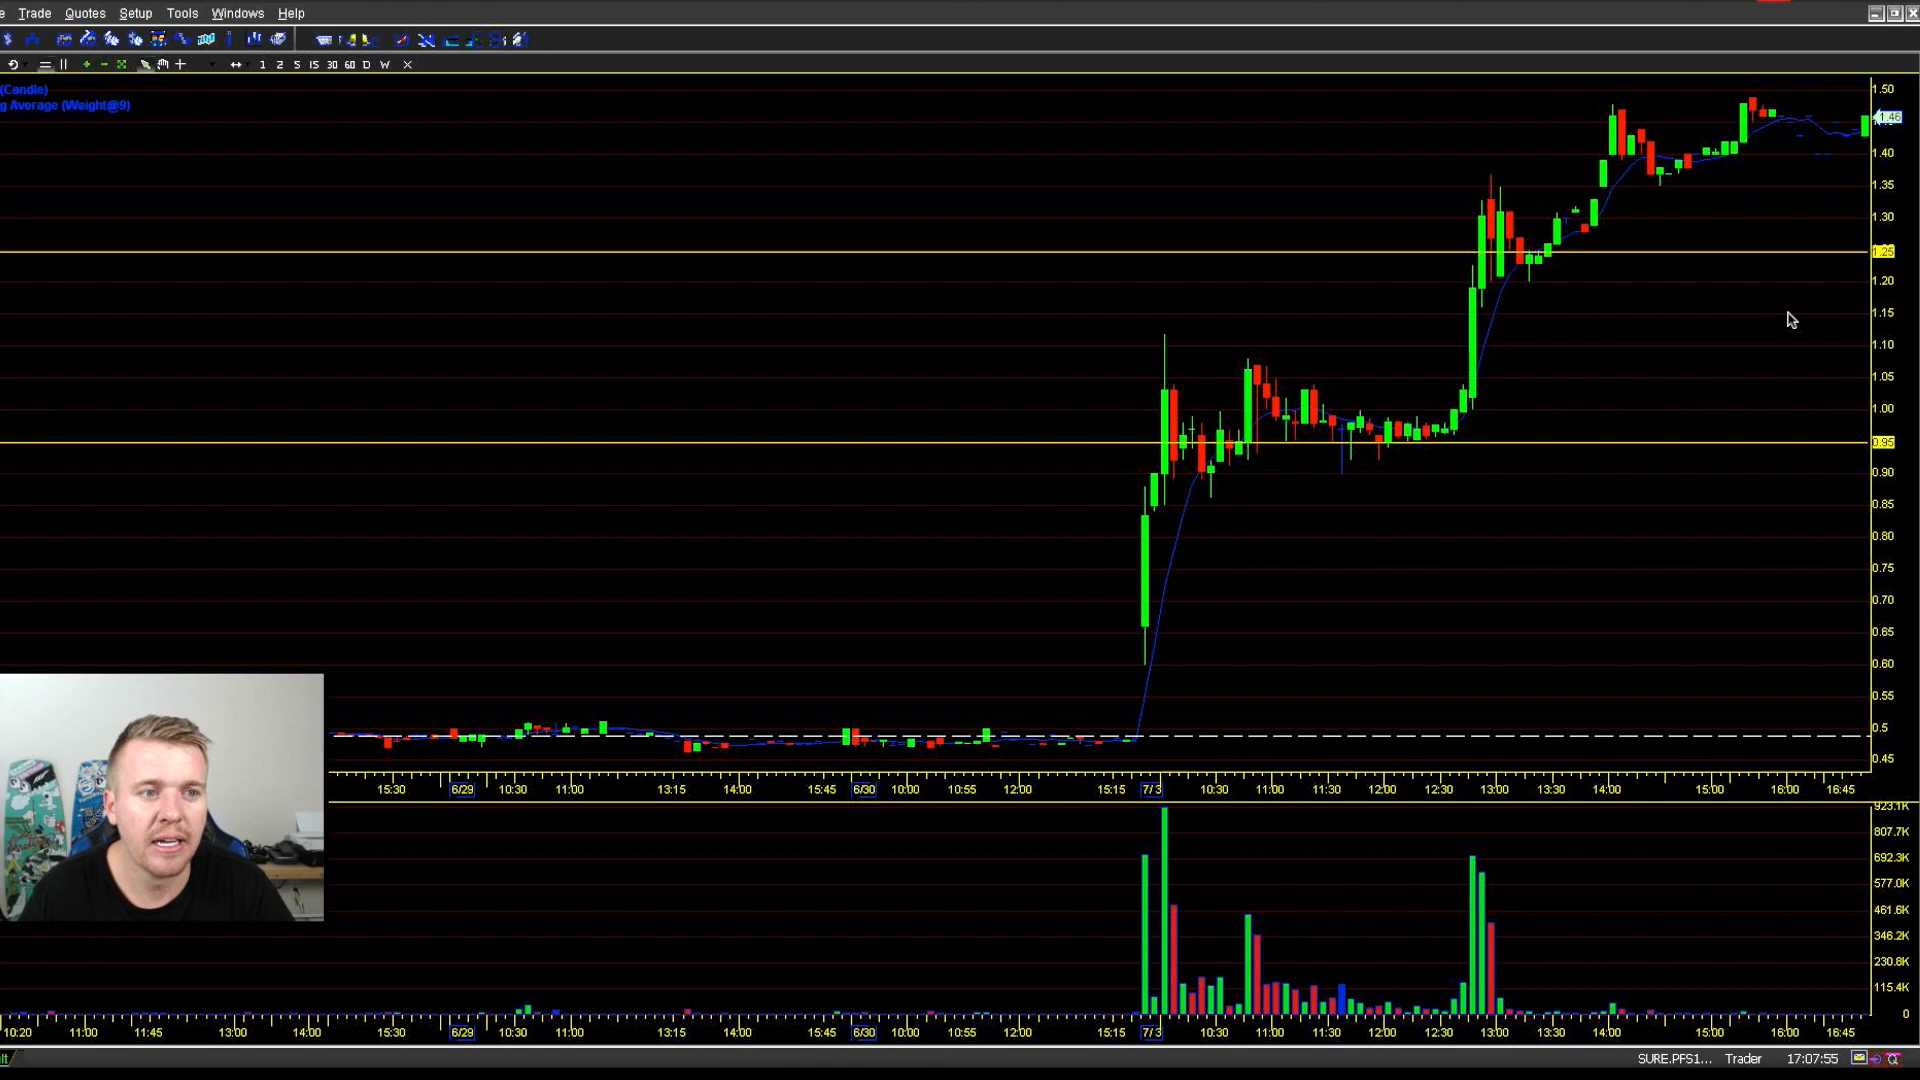 e Trade Quotes Setup Tools Windows Help
1 2 5 15 30 60 D W
(Candle)
g Average (Weight@9)
1.50
1.46
1.40
1.35
1.30
1.25
1.20
1.15
1.10
1.05
1.00
0.95
0.90
0.85
0.80
0.75
0.70
0.65
0.60
0.55
0.5
0.45
15:30 6/29 10:30 11:00 13:15 14:00 15:45 6/30 10:00 10:55 12:00 15:15 7/3 10:30 11:00 11:30 12:00 12:30 13:00 13:30 14:00 15:00 16:00 16:45
923.1K
807.7K
692.3K
577.0K
461.6K
346.2K
230.8K
115.4K
0
10:20 11:00 11:45 13:00 14:00 15:30 6/29 10:30 11:00 13:15 14:00 15:45 6/30 10:00 10:55 12:00 15:15 7/3 10:30 11:00 11:30 12:00 12:30 13:00 13:30 14:00 15:00 16:00 16:45
lt SURE.PFS1... Trader 17:07:55